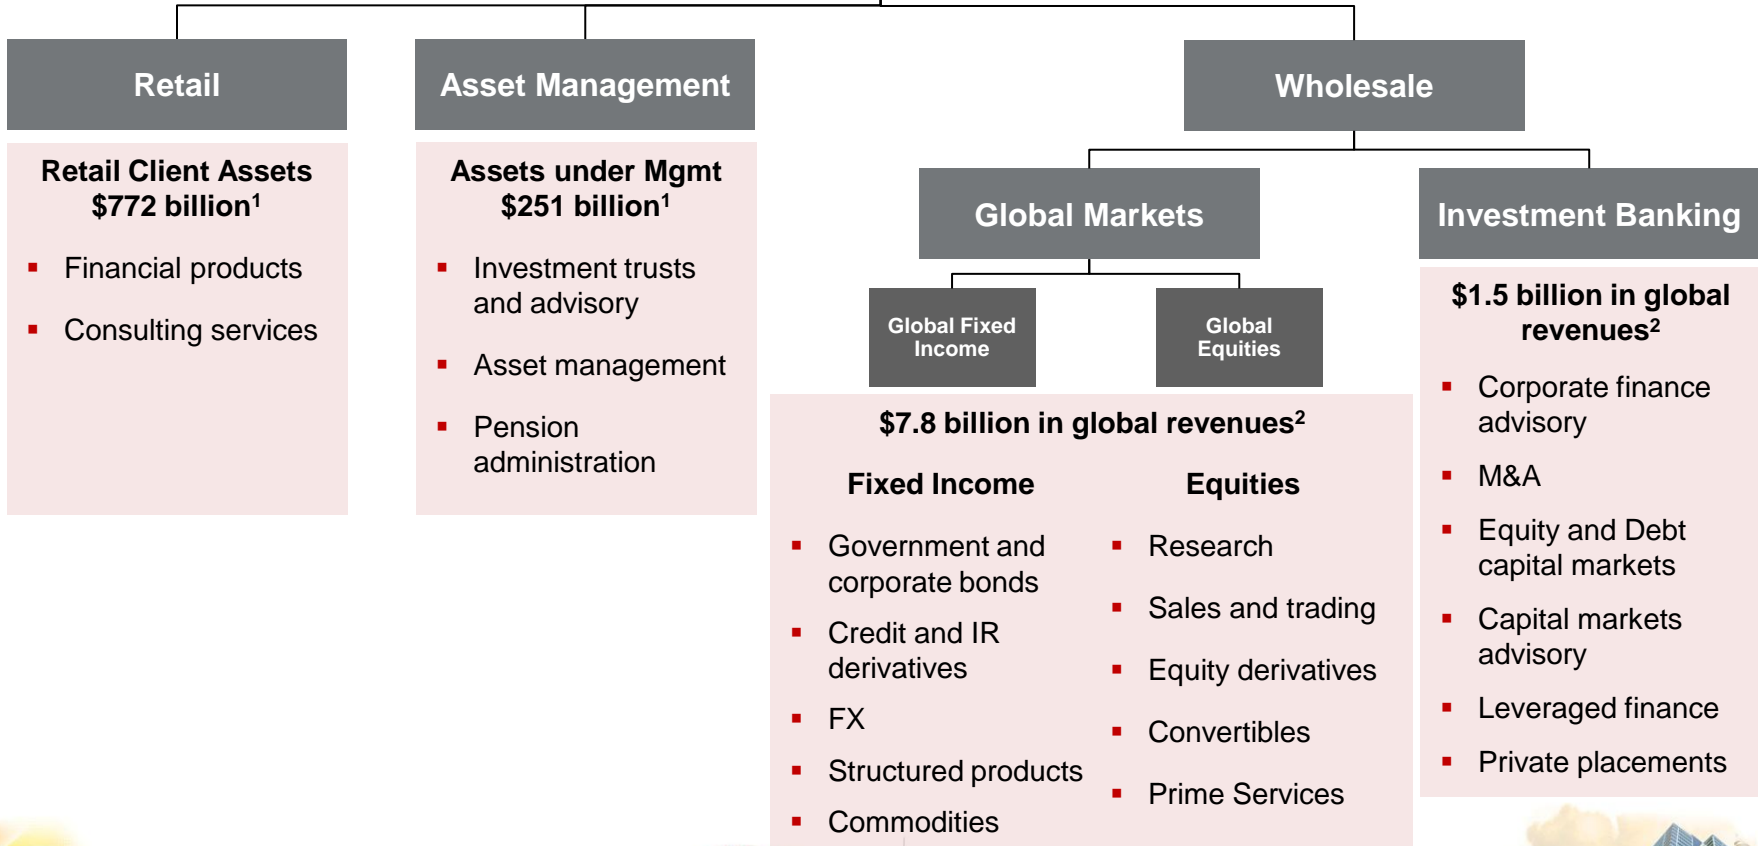 Retail
Asset Management
Wholesale
Retail Client Assets
$772 billion1
▪ Financial products
▪ Consulting services
Assets under Mgmt
$251 billion1
▪ Investment trusts
and advisory
▪ Asset management
▪ Pension
administration
Global Markets
Investment Banking
Global Fixed
Income
Global
Equities
$7.8 billion in global revenues2
Fixed Income
▪ Government and
corporate bonds
▪ Credit and IR
derivatives
▪ FX
▪ Structured products
▪ Commodities
Equities
▪ Research
▪ Sales and trading
▪ Equity derivatives
▪ Convertibles
▪ Prime Services
$1.5 billion in global
revenues2
▪ Corporate finance
advisory
▪ M&A
▪ Equity and Debt
capital markets
▪ Capital markets
advisory
▪ Leveraged finance
▪ Private placements